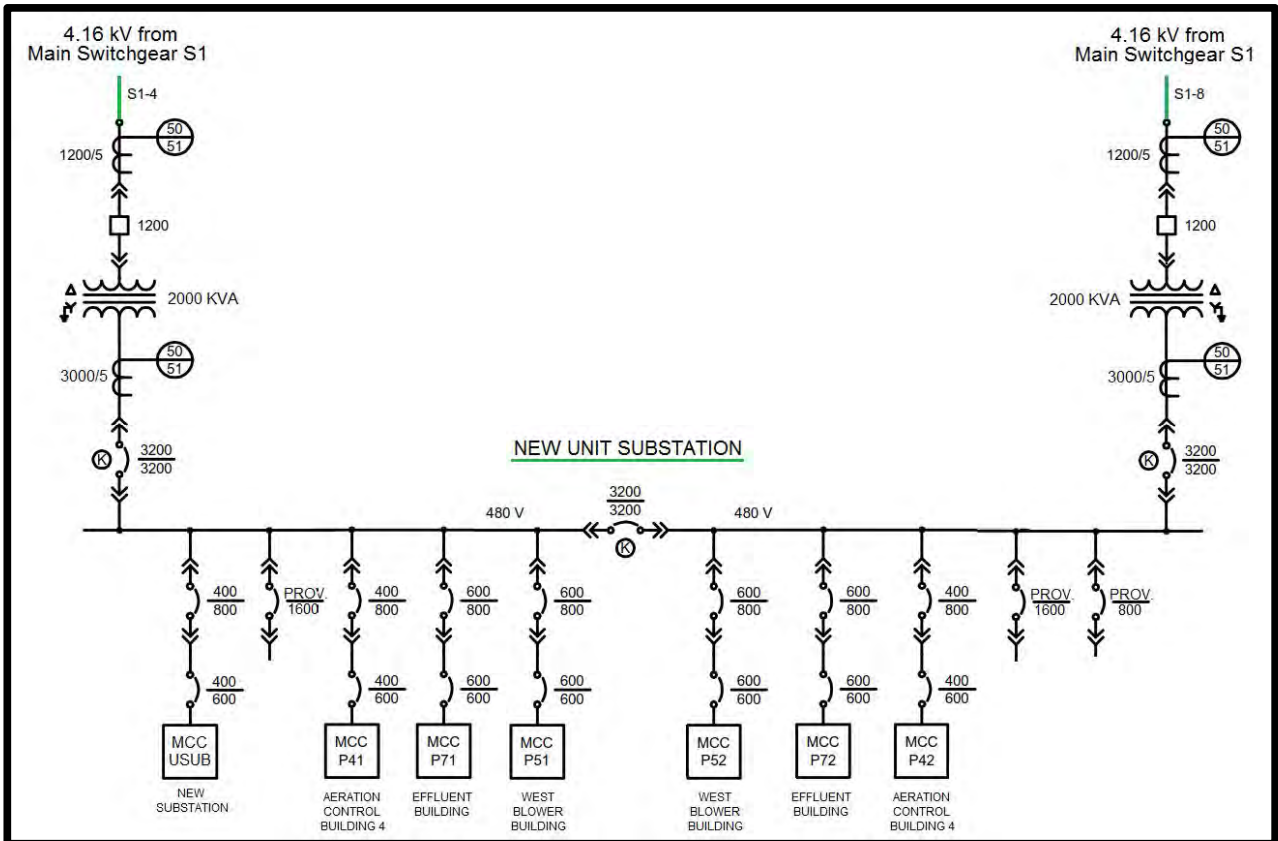 4.16 kV from
Main Switchgear S1
S1-4
50
51
1200/5
1200
Δ
Y
2000 KVA
50
51
3000/5
K
3200
3200
4.16 kV from
Main Switchgear S1
S1-8
50
51
1200/5
1200
2000 KVA
Δ
Y
50
51
3000/5
K
3200
3200
NEW UNIT SUBSTATION
480 V
3200
3200
K
480 V
400
800
PROV.
1600
400
800
600
800
600
800
600
800
600
800
400
800
PROV.
1600
PROV.
800
400
600
400
600
600
600
600
600
600
600
600
600
400
600
MCC
USUB
MCC
P41
MCC
P71
MCC
P51
MCC
P52
MCC
P72
MCC
P42
NEW
SUBSTATION
AERATION
CONTROL
BUILDING 4
EFFLUENT
BUILDING
WEST
BLOWER
BUILDING
WEST
BLOWER
BUILDING
EFFLUENT
BUILDING
AERATION
CONTROL
BUILDING 4